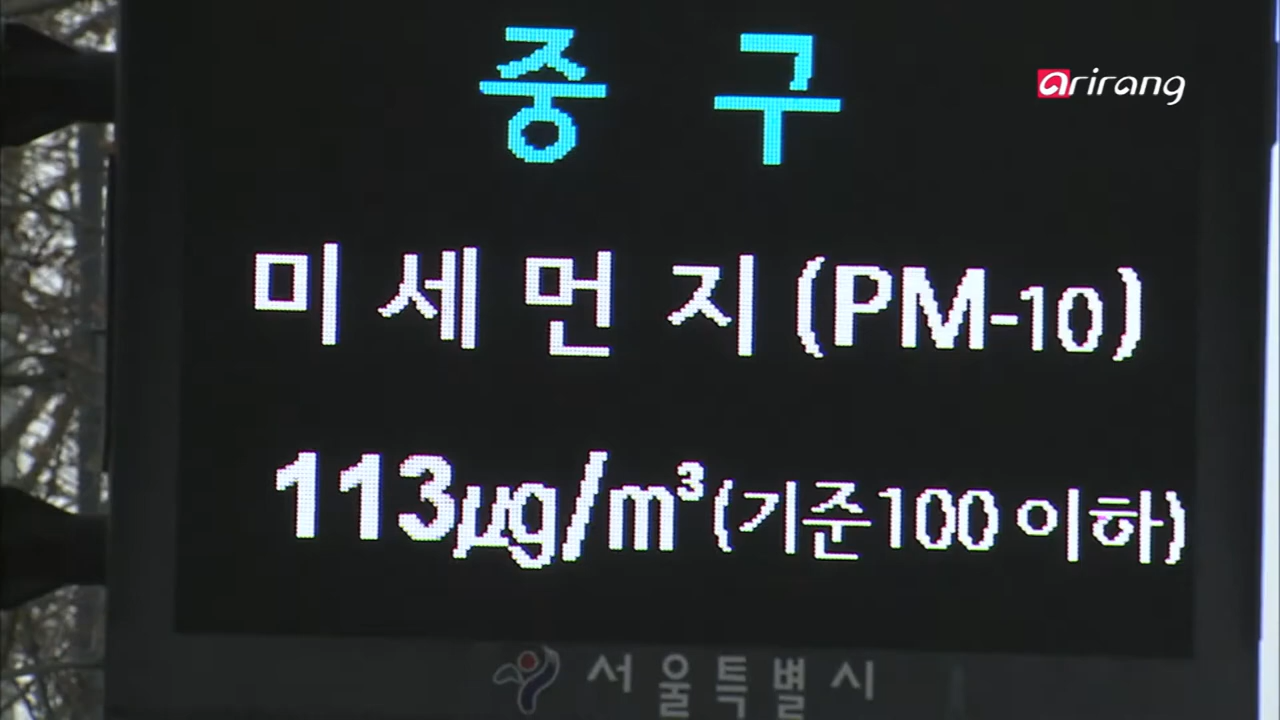 arirang
중 구
미세먼지(PM-10)
113㎍/m³(기준100이하)
서울특별시